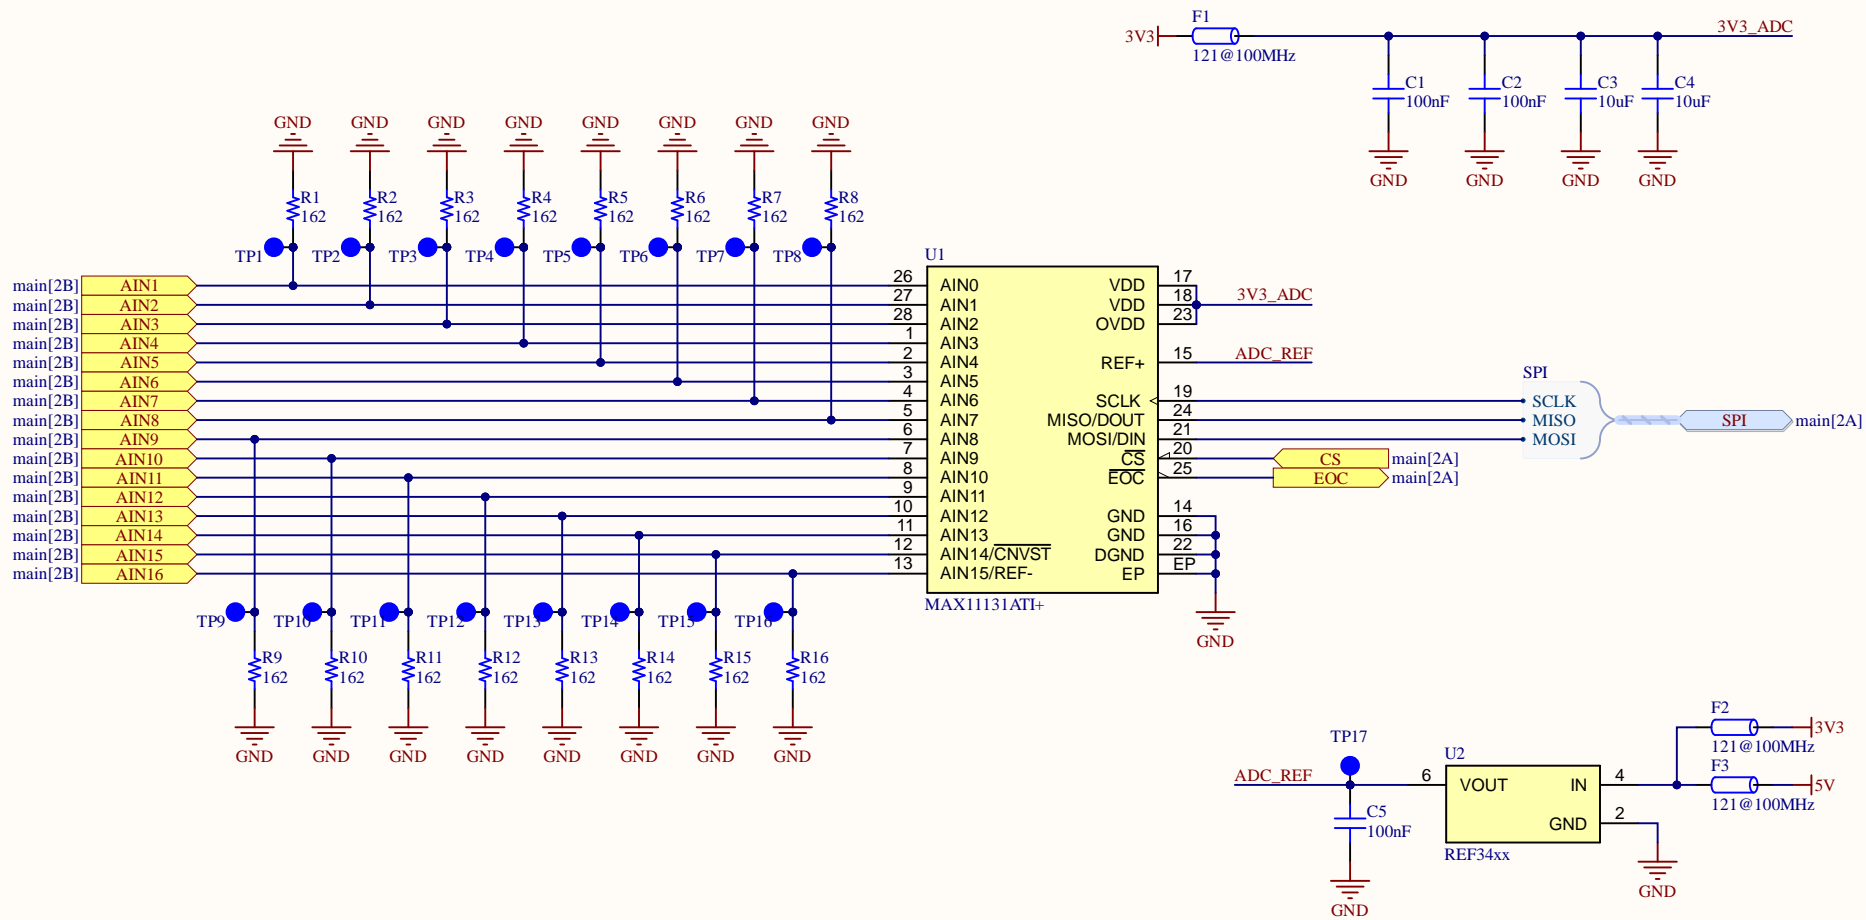 F1
3V3
3V3_ADC
121@100MHz
C1
100nF
C2
100nF
C3
10uF
C4
10uF
GND GND GND GND
GND GND GND GND GND GND GND GND
R1
162
R2
162
R3
162
R4
162
R5
162
R6
162
R7
162
R8
162
TP1 TP2 TP3 TP4 TP5 TP6 TP7 TP8
U1
main[2B] AIN1 26 AIN0 VDD 17
main[2B] AIN2 27 AIN1 VDD 18 3V3_ADC
main[2B] AIN3 28 AIN2 OVDD 23
main[2B] AIN4 1 AIN3
main[2B] AIN5 2 AIN4 REF+ 15 ADC_REF
main[2B] AIN6 3 AIN5
SPI
main[2B] AIN7 4 AIN6 SCLK 19 SCLK
main[2B] AIN8 5 AIN7 MISO/DOUT 24 MISO SPI main[2A]
main[2B] AIN9 6 AIN8 MOSI/DIN 21 MOSI
main[2B] AIN10 7 AIN9 CS 20 CS main[2A]
main[2B] AIN11 8 AIN10 EOC 25 EOC main[2A]
main[2B] AIN12 9 AIN11
main[2B] AIN13 10 AIN12 GND 14
main[2B] AIN14 11 AIN13 GND 16
main[2B] AIN15 12 AIN14/CNVST DGND 22
main[2B] AIN16 13 AIN15/REF- EP EP
MAX11131ATI+
GND
TP9 TP10 TP11 TP12 TP13 TP14 TP15 TP16
R9
162
R10
162
R11
162
R12
162
R13
162
R14
162
R15
162
R16
162
GND GND GND GND GND GND GND GND
F2
3V3
121@100MHz
TP17
U2
F3
ADC_REF 6 VOUT IN 4 5V
121@100MHz
C5
100nF
GND 2
REF34xx
GND
GND